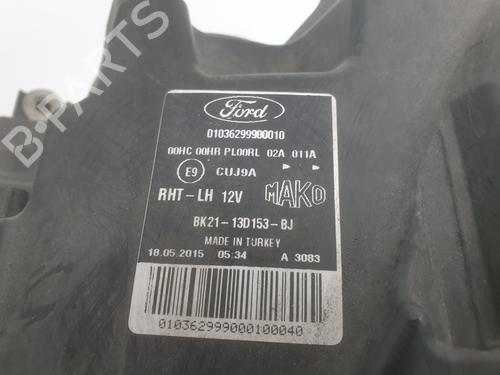 B-PARTS
Ford
01036299900010
00HC 00HR PL00RL 02A 011A
E9 CUJ9A
RHT-LH 12V MAKO
BK21-13D153-BJ
MADE IN TURKEY
18.05.2015 05:34 A 3083
010362999000100040